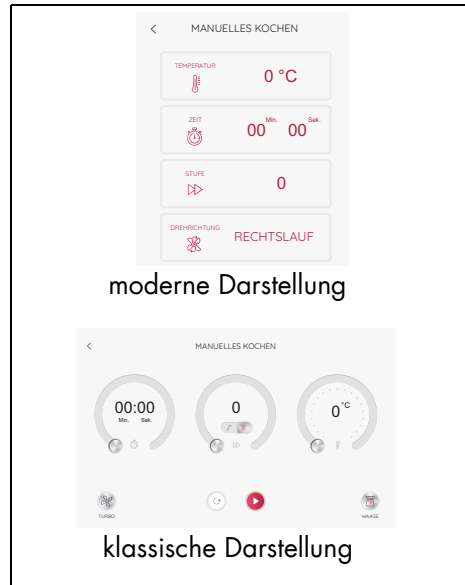 < MANUELLES KOCHEN
TEMPERATUR
0 °C
ZEIT
00 Min. 00 Sek.
STUFE
0
DREHRICHTUNG
RECHTSLAUF
moderne Darstellung
< MANUELLES KOCHEN
00:00
Min. Sek.
0
0 °C
TURBO
WAAGE
klassische Darstellung